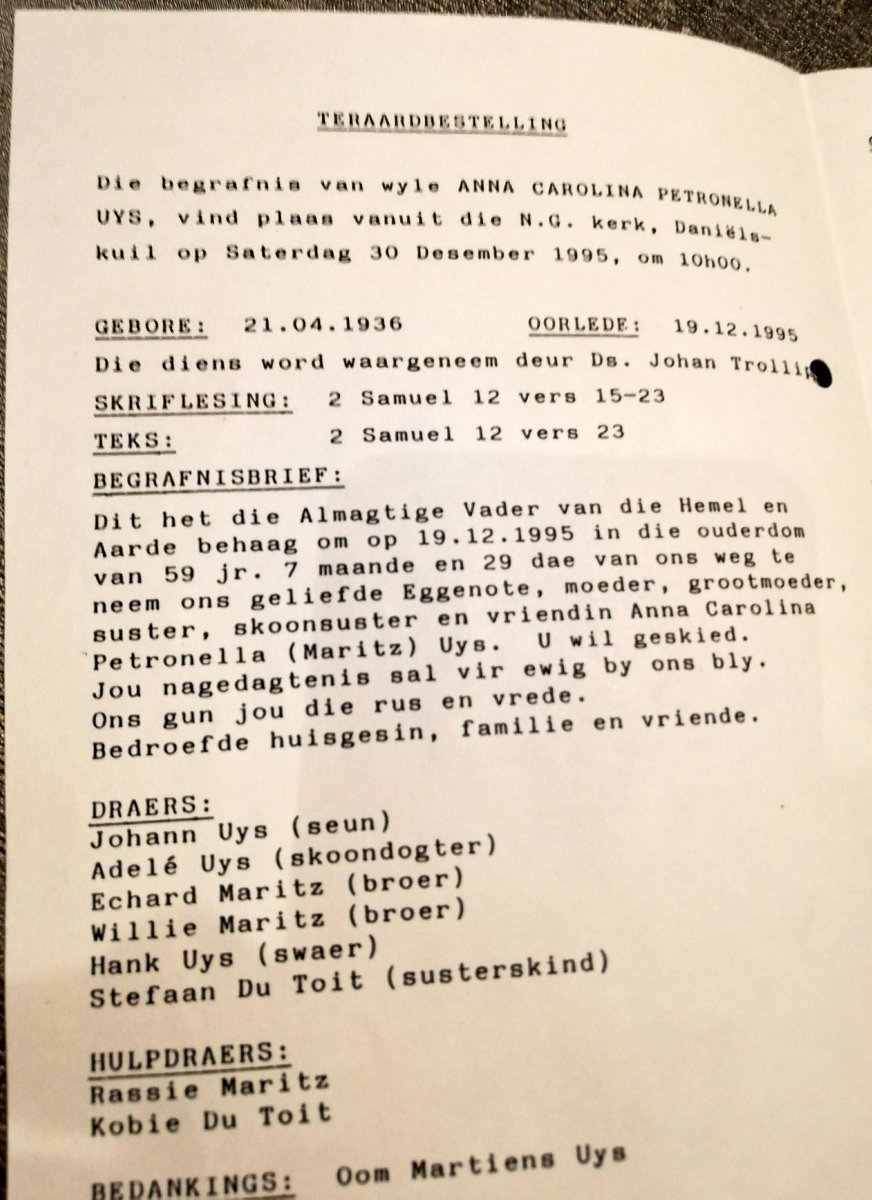 TERAARDBESTELLING
Die begrafnis van wyle ANNA CAROLINA PETRONELLA
UYS, vind plaas vanuit die N.G. kerk, Daniëls-
kuil op Saterdag 30 Desember 1995, om 10h00.
GEBORE: 21.04.1936 OORLEDE: 19.12.1995
Die diens word waargeneem deur Ds. Johan Trollip
SKRIFLESING: 2 Samuel 12 vers 15-23
TEKS: 2 Samuel 12 vers 23
BEGRAFNISBRIEF:
Dit het die Almagtige Vader van die Hemel en
Aarde behaag om op 19.12.1995 in die ouderdom
van 59 jr. 7 maande en 29 dae van ons weg te
neem ons geliefde Eggenote, moeder, grootmoeder,
suster, skoonsuster en vriendin Anna Carolina
Petronella (Maritz) Uys. U wil geskied.
Jou nagedagtenis sal vir ewig by ons bly.
Ons gun jou die rus en vrede.
Bedroefde huisgesin, familie en vriende.
DRAERS:
Johann Uys (seun)
Adelé Uys (skoondogter)
Echard Maritz (broer)
Willie Maritz (broer)
Hank Uys (swaer)
Stefaan Du Toit (susterskind)
HULPDRAERS:
Rassie Maritz
Kobie Du Toit
BEDANKINGS: Oom Martiens Uys